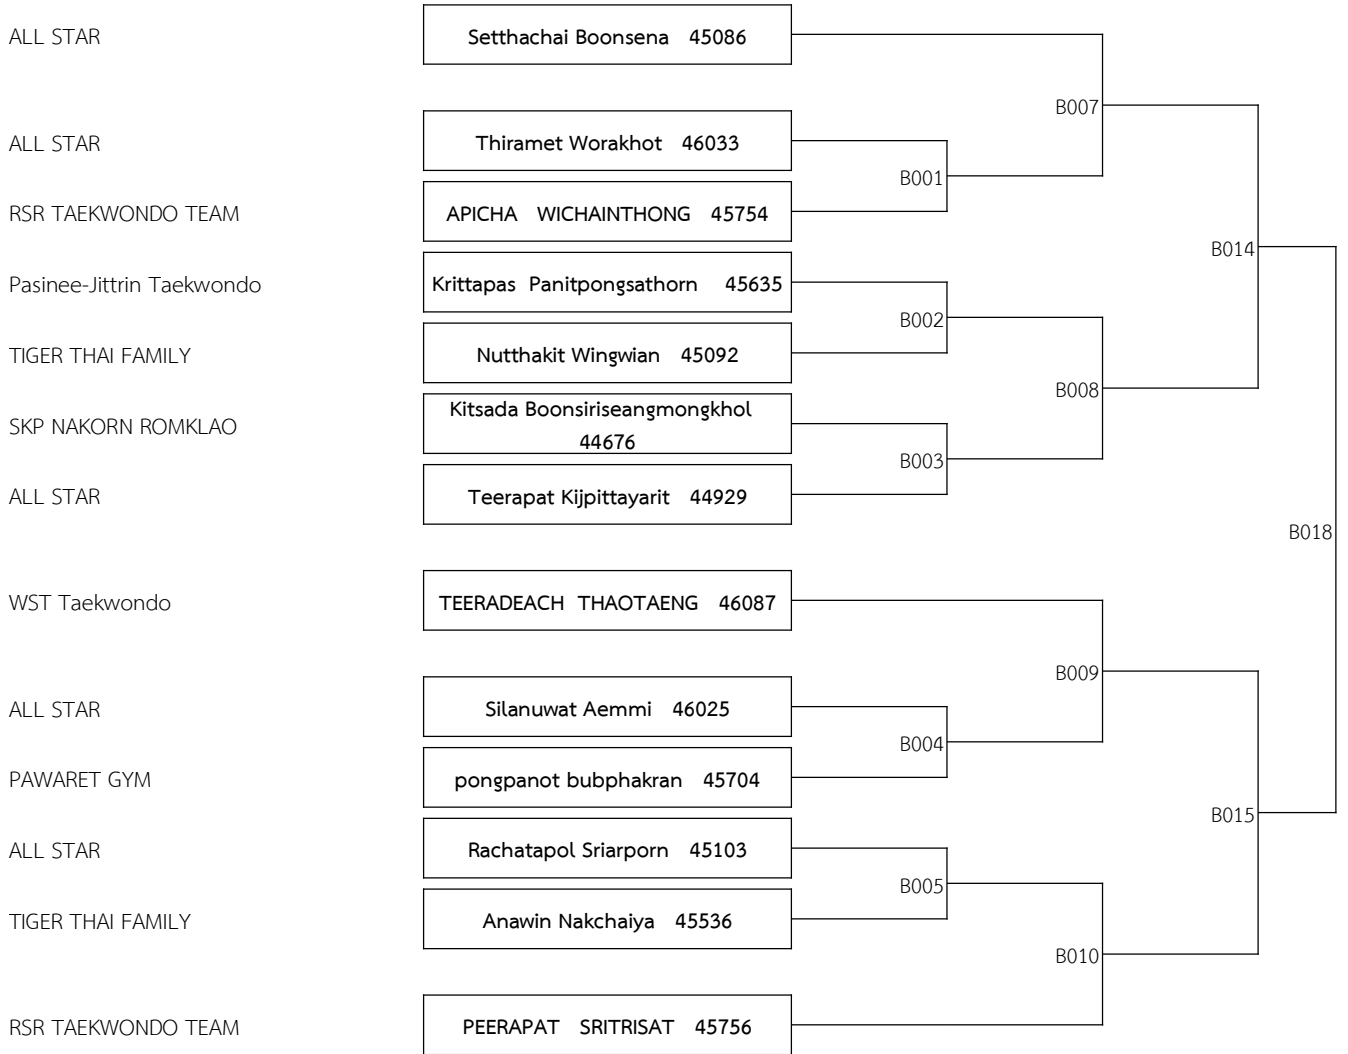 ALL STAR
Setthachai Boonsena 45086
B007
ALL STAR
Thiramet Worakhot 46033
B001
RSR TAEKWONDO TEAM
APICHA WICHAINTHONG 45754
B014
Pasinee-Jittrin Taekwondo
Krittapas Panitpongsathorn 45635
B002
TIGER THAI FAMILY
Nutthakit Wingwian 45092
B008
SKP NAKORN ROMKLAO
Kitsada Boonsiriseangmongkhol
44676
B003
ALL STAR
Teerapat Kijpittayarit 44929
B018
WST Taekwondo
TEERADEACH THAOTAENG 46087
B009
ALL STAR
Silanuwat Aemmi 46025
B004
PAWARET GYM
pongpanot bubphakran 45704
B015
ALL STAR
Rachatapol Sriarporn 45103
B005
TIGER THAI FAMILY
Anawin Nakchaiya 45536
B010
RSR TAEKWONDO TEAM
PEERAPAT SRITRISAT 45756